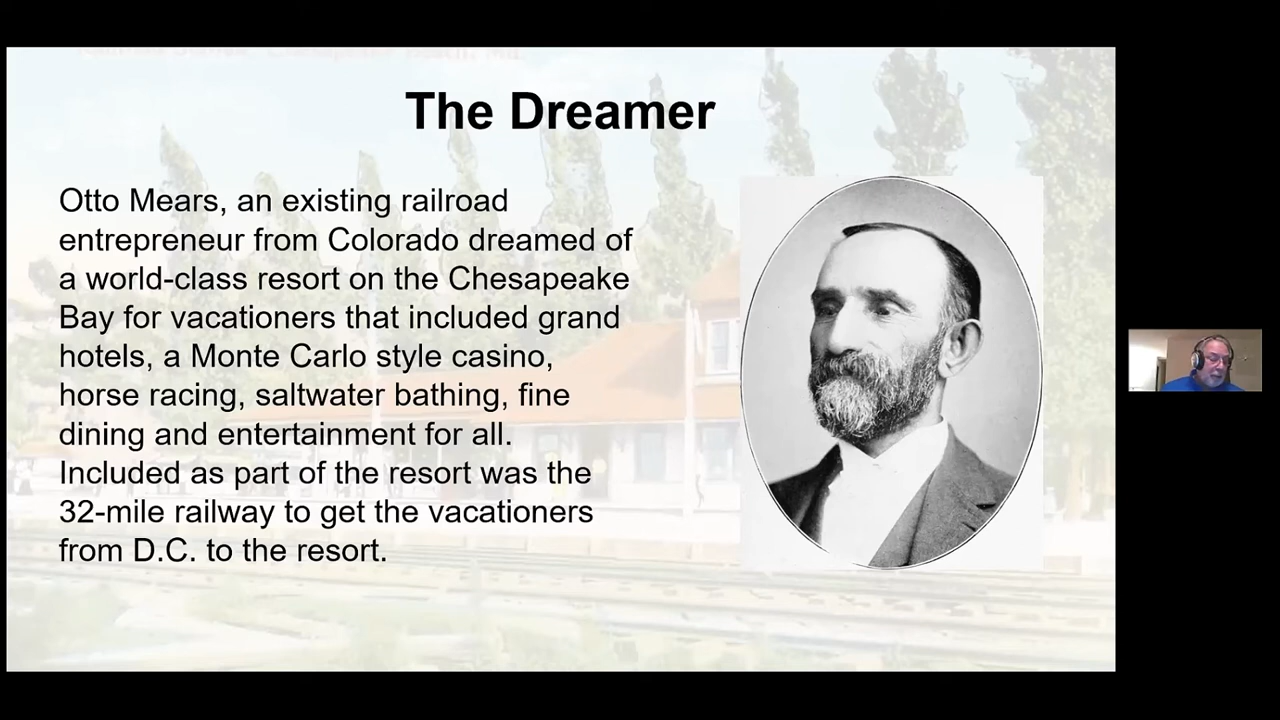 The Dreamer
Otto Mears, an existing railroad
entrepreneur from Colorado dreamed of
a world-class resort on the Chesapeake
Bay for vacationers that included grand
hotels, a Monte Carlo style casino,
horse racing, saltwater bathing, fine
dining and entertainment for all.
Included as part of the resort was the
32-mile railway to get the vacationers
from D.C. to the resort.